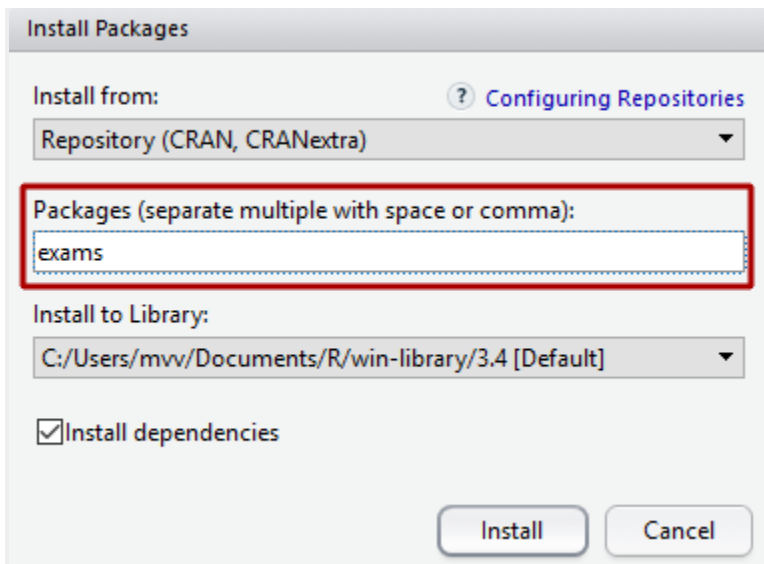 Install Packages
Install from:
? Configuring Repositories
Repository (CRAN, CRANextra)
Packages (separate multiple with space or comma):
exams
Install to Library:
C:/Users/mvv/Documents/R/win-library/3.4 [Default]
Install dependencies
Install
Cancel